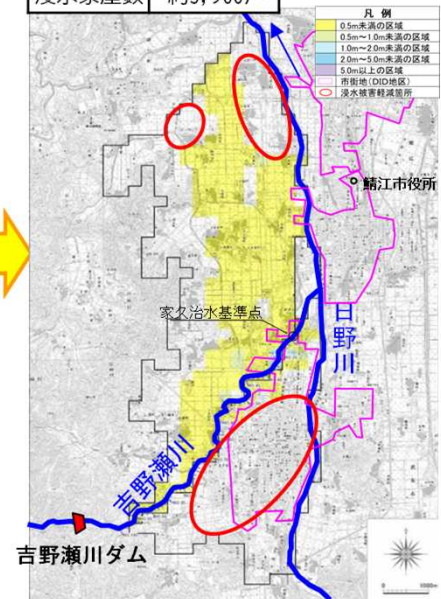 浸水家屋数 約3,900戸
凡例
0.5m未満の区域
0.5m~1.0m未満の区域
1.0m~2.0m未満の区域
2.0m~5.0m未満の区域
5.0m以上の区域
市街地(DID地区)
浸水被害軽減箇所
鯖江市役所
家久治水基準点
日野川
吉野瀬川
吉野瀬川ダム